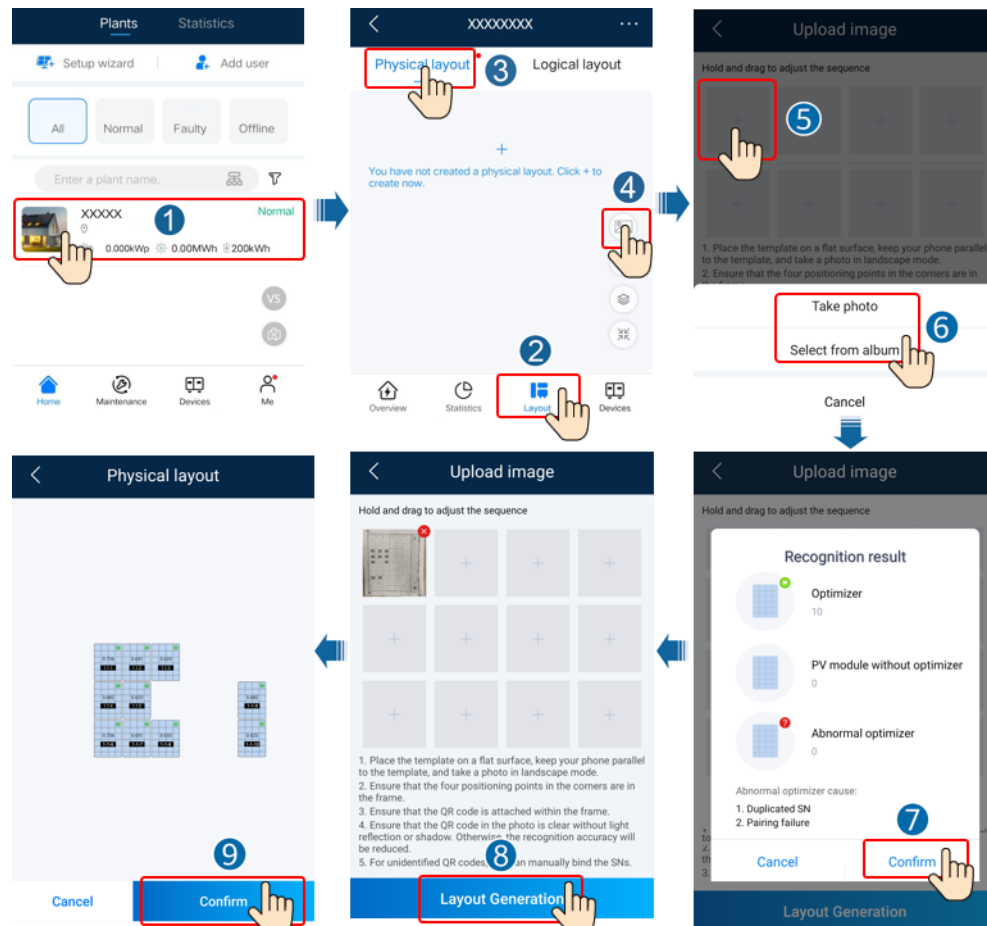 Plants
Statistics
Setup wizard
Add user
All
Normal
Faulty
Offline
Enter a plant name.
XXXXX
1
Normal
0.000kWp
0.00MWh
200kWh
VS
Home
Maintenance
Devices
Me
XXXXXXXX
Physical layout
3
Logical layout
You have not created a physical layout. Click + to
create now.
4
2
Overview
Statistics
Layout
Devices
Upload image
Hold and drag to adjust the sequence
5
1. Place the template on a flat surface, keep your phone parallel
to the template, and take a photo in landscape mode.
2. Ensure that the four positioning points in the corners are in
Take photo
6
Select from album
Cancel
Physical layout
9
Cancel
Confirm
Upload image
Hold and drag to adjust the sequence
1. Place the template on a flat surface, keep your phone parallel
to the template, and take a photo in landscape mode.
2. Ensure that the four positioning points in the corners are in
the frame.
3. Ensure that the QR code is attached within the frame.
4. Ensure that the QR code in the photo is clear without light
reflection or shadow. Otherwise, the recognition accuracy will
be reduced.
5. For unidentified QR codes, an manually bind the SNs.
8
Layout Generation
Upload image
Hold and drag to adjust the sequence
Recognition result
Optimizer
10
PV module without optimizer
0
Abnormal optimizer
0
Abnormal optimizer cause:
1. Duplicated SN
2. Pairing failure
7
Cancel
Confirm
Layout Generation